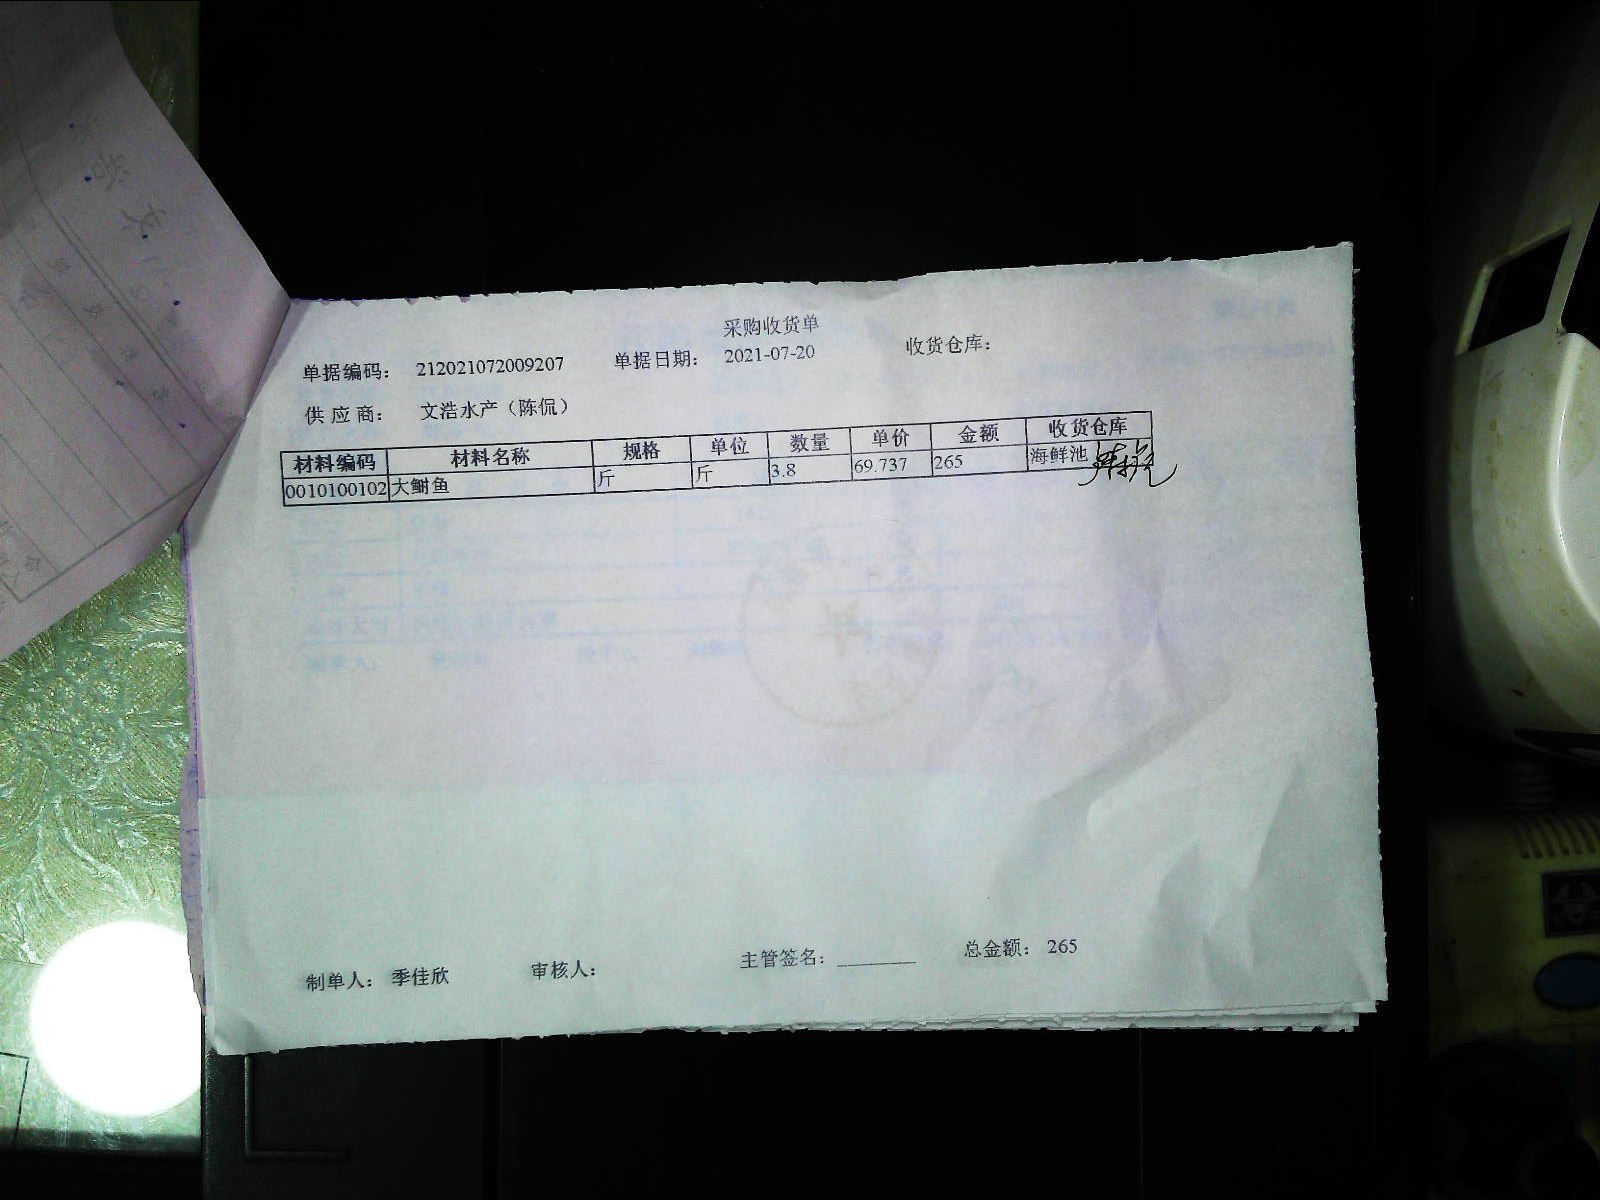 采购收货单
单据编码： 212021072009207 单据日期： 2021-07-20 收货仓库：
供应商： 文浩水产（陈侃）
材料编码 材料名称 规格 单位 数量 单价 金额 收货仓库
0010100102 大鲥鱼 斤 斤 3.8 69.737 265 海鲜池
制单人： 季佳欣 审核人： 主管签名：________ 总金额： 265